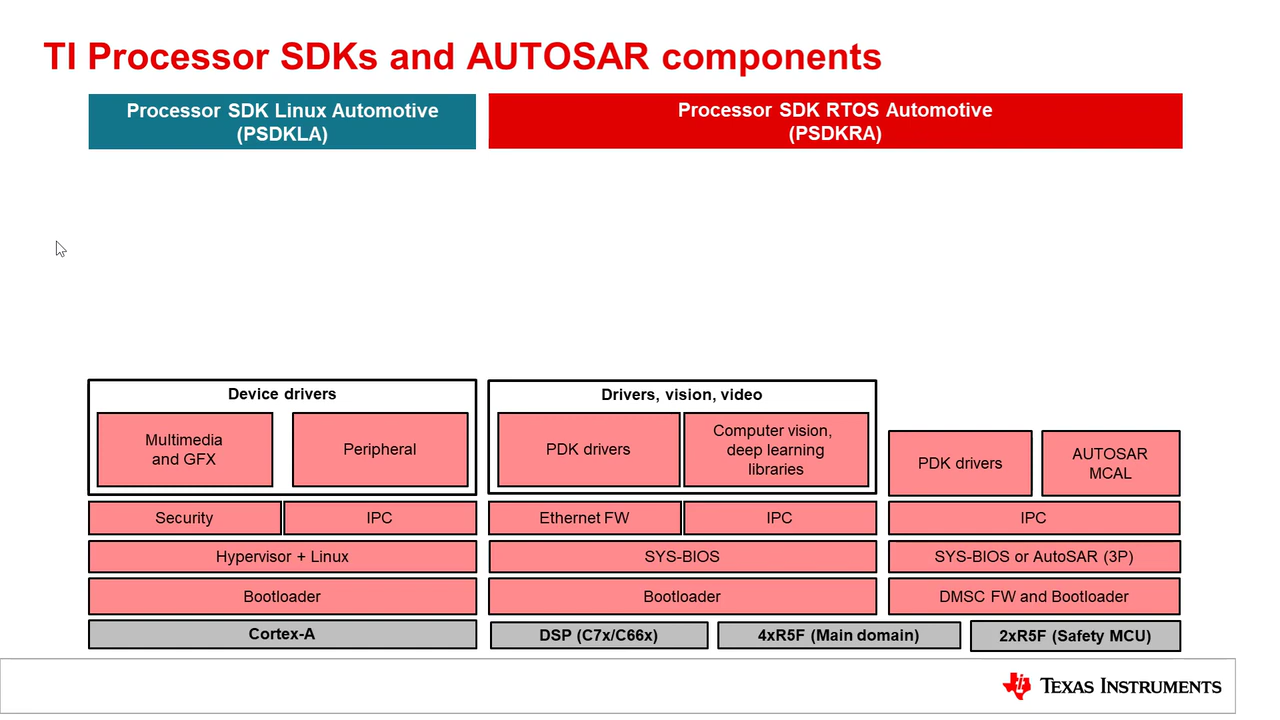 TI Processor SDKs and AUTOSAR components
Processor SDK Linux Automotive
(PSDKLA)
Processor SDK RTOS Automotive
(PSDKRA)
Device drivers
Multimedia
and GFX
Peripheral
Drivers, vision, video
PDK drivers
Computer vision,
deep learning
libraries
PDK drivers
AUTOSAR
MCAL
Security
IPC
Ethernet FW
IPC
IPC
Hypervisor + Linux
SYS-BIOS
SYS-BIOS or AutoSAR (3P)
Bootloader
Bootloader
DMSC FW and Bootloader
Cortex-A
DSP (C7x/C66x)
4xR5F (Main domain)
2xR5F (Safety MCU)
TEXAS INSTRUMENTS